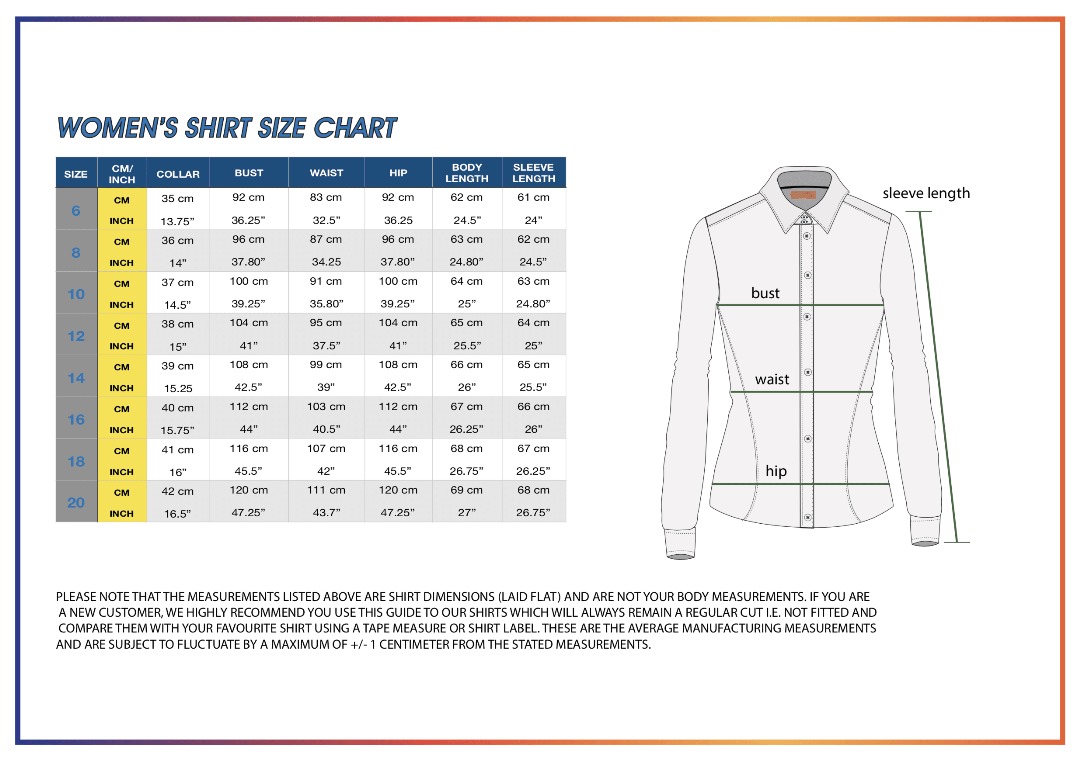 WOMEN'S SHIRT SIZE CHART
SIZE CM/ INCH COLLAR BUST WAIST HIP BODY LENGTH SLEEVE LENGTH
6 CM 35 cm 92 cm 83 cm 92 cm 62 cm 61 cm
INCH 13.75” 36.25” 32.5” 36.25 24.5” 24”
8 CM 36 cm 96 cm 87 cm 96 cm 63 cm 62 cm
INCH 14” 37.80” 34.25 37.80” 24.80” 24.5”
10 CM 37 cm 100 cm 91 cm 100 cm 64 cm 63 cm
INCH 14.5” 39.25” 35.80” 39.25” 25” 24.80”
12 CM 38 cm 104 cm 95 cm 104 cm 65 cm 64 cm
INCH 15” 41” 37.5” 41” 25.5” 25”
14 CM 39 cm 108 cm 99 cm 108 cm 66 cm 65 cm
INCH 15.25 42.5” 39” 42.5” 26” 25.5”
16 CM 40 cm 112 cm 103 cm 112 cm 67 cm 66 cm
INCH 15.75” 44” 40.5” 44” 26.25” 26”
18 CM 41 cm 116 cm 107 cm 116 cm 68 cm 67 cm
INCH 16” 45.5” 42” 45.5” 26.75” 26.25”
20 CM 42 cm 120 cm 111 cm 120 cm 69 cm 68 cm
INCH 16.5” 47.25” 43.7” 47.25” 27” 26.75”
sleeve length
bust
waist
hip
PLEASE NOTE THAT THE MEASUREMENTS LISTED ABOVE ARE SHIRT DIMENSIONS (LAID FLAT) AND ARE NOT YOUR BODY MEASUREMENTS. IF YOU ARE
A NEW CUSTOMER, WE HIGHLY RECOMMEND YOU USE THIS GUIDE TO OUR SHIRTS WHICH WILL ALWAYS REMAIN A REGULAR CUT I.E. NOT FITTED AND
COMPARE THEM WITH YOUR FAVOURITE SHIRT USING A TAPE MEASURE OR SHIRT LABEL. THESE ARE THE AVERAGE MANUFACTURING MEASUREMENTS
AND ARE SUBJECT TO FLUCTUATE BY A MAXIMUM OF +/- 1 CENTIMETER FROM THE STATED MEASUREMENTS.